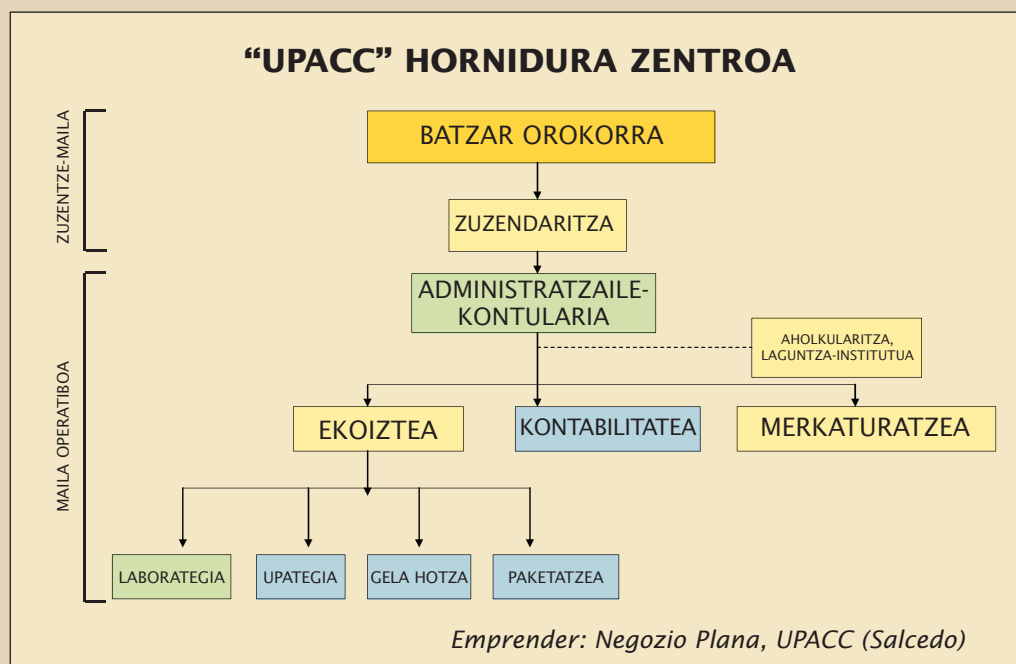 “UPACC” HORNIDURA ZENTROA
ZUZENTZE-MAILA
BATZAR OROKORRA
ZUZENDARITZA
MAILA OPERATIBOA
ADMINISTRATZAILE-
KONTULARIA
AHOLKULARITZA,
LAGUNTZA-INSTITUTUA
EKOIZTEA
KONTABILITATEA
MERKATURATZEA
LABORATEGIA
UPATEGIA
GELA HOTZA
PAKETATZEA
Emprender: Negozio Plana, UPACC (Salcedo)